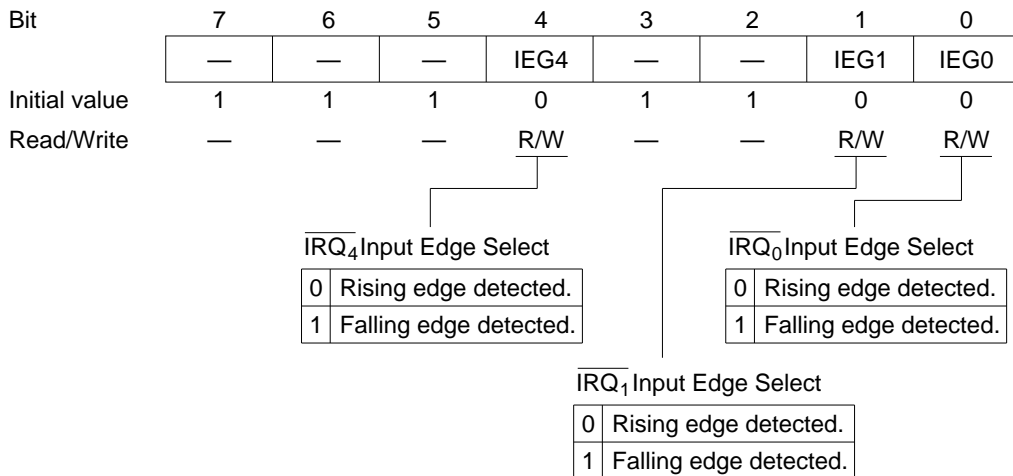 Bit 7 6 5 4 3 2 1 0
— — — IEG4 — — IEG1 IEG0
Initial value 1 1 1 0 1 1 0 0
Read/Write — — — R/W — — R/W R/W
IRQ4 Input Edge Select
0 Rising edge detected.
1 Falling edge detected.
IRQ0 Input Edge Select
0 Rising edge detected.
1 Falling edge detected.
IRQ1 Input Edge Select
0 Rising edge detected.
1 Falling edge detected.